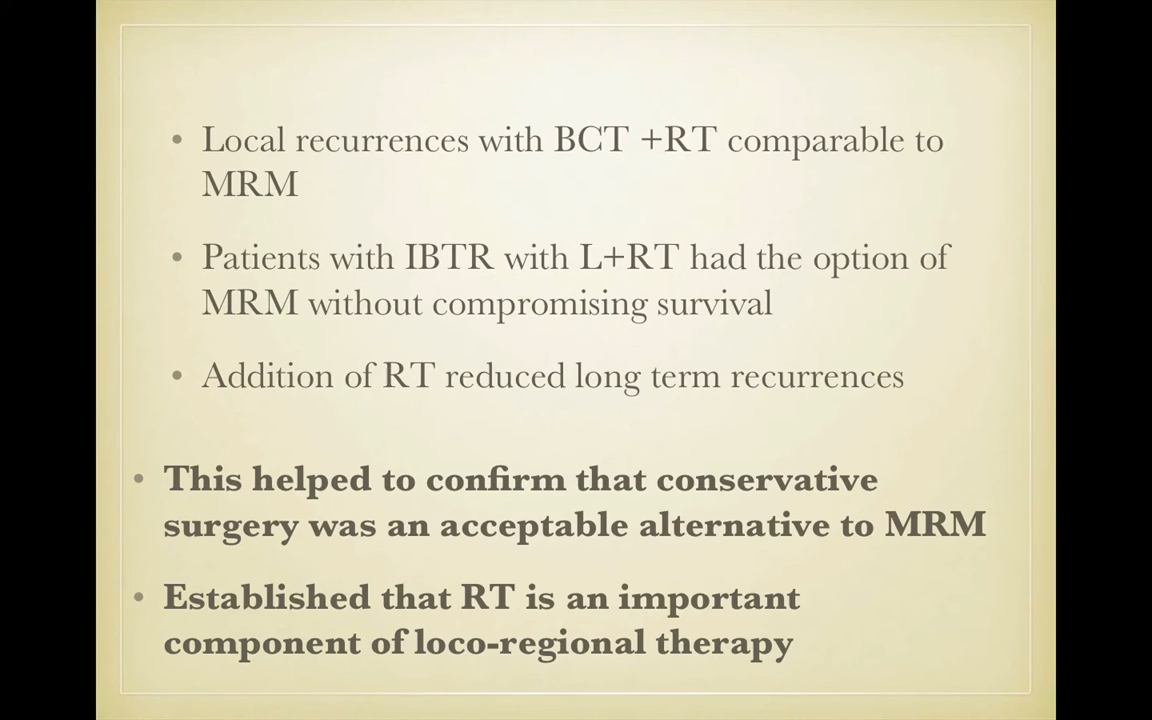 • Local recurrences with BCT +RT comparable to
MRM
• Patients with IBTR with L+RT had the option of
MRM without compromising survival
• Addition of RT reduced long term recurrences
• This helped to confirm that conservative
surgery was an acceptable alternative to MRM
• Established that RT is an important
component of loco-regional therapy